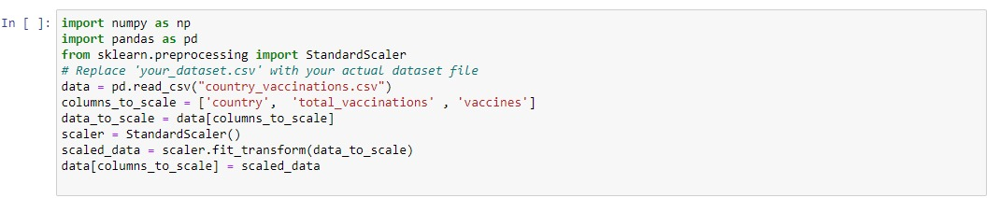 In [ ]: import numpy as np
import pandas as pd
from sklearn.preprocessing import StandardScaler
# Replace 'your_dataset.csv' with your actual dataset file
data = pd.read_csv("country_vaccinations.csv")
columns_to_scale = ['country',  'total_vaccinations' , 'vaccines']
data_to_scale = data[columns_to_scale]
scaler = StandardScaler()
scaled_data = scaler.fit_transform(data_to_scale)
data[columns_to_scale] = scaled_data